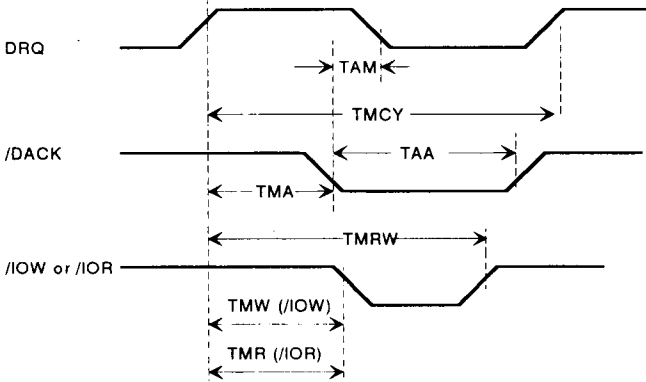 DRQ
TAM
TMCY
/DACK
TAA
TMA
TMRW
/IOW or /IOR
TMW (/IOW)
TMR (/IOR)